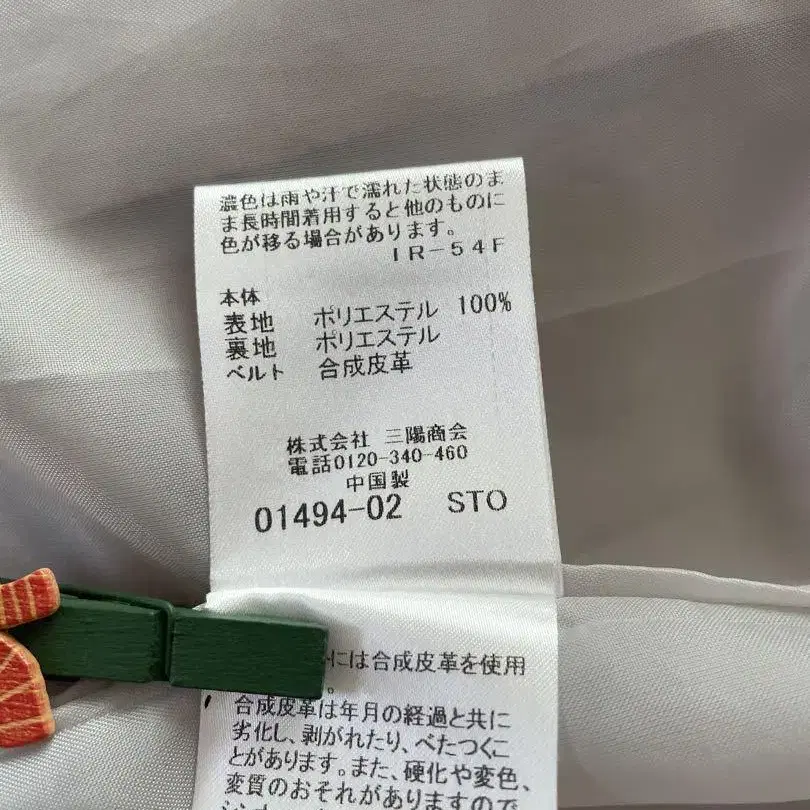 濃色は雨や汗で濡れた状態のま
ま長時間着用すると他のものに
色が移る場合があります。
IR-54F
本体
表地 ポリエステル 100%
裏地 ポリエステル
ベルト 合成皮革
株式会社 三陽商会
電話0120-340-460
中国製
01494-02 STO
には合成皮革を使用
。
合成皮革は年月の経過と共に
劣化し、剥がれたり、べたつくこ
とがあります。また、硬化や変色、
変質のおそれがありますので